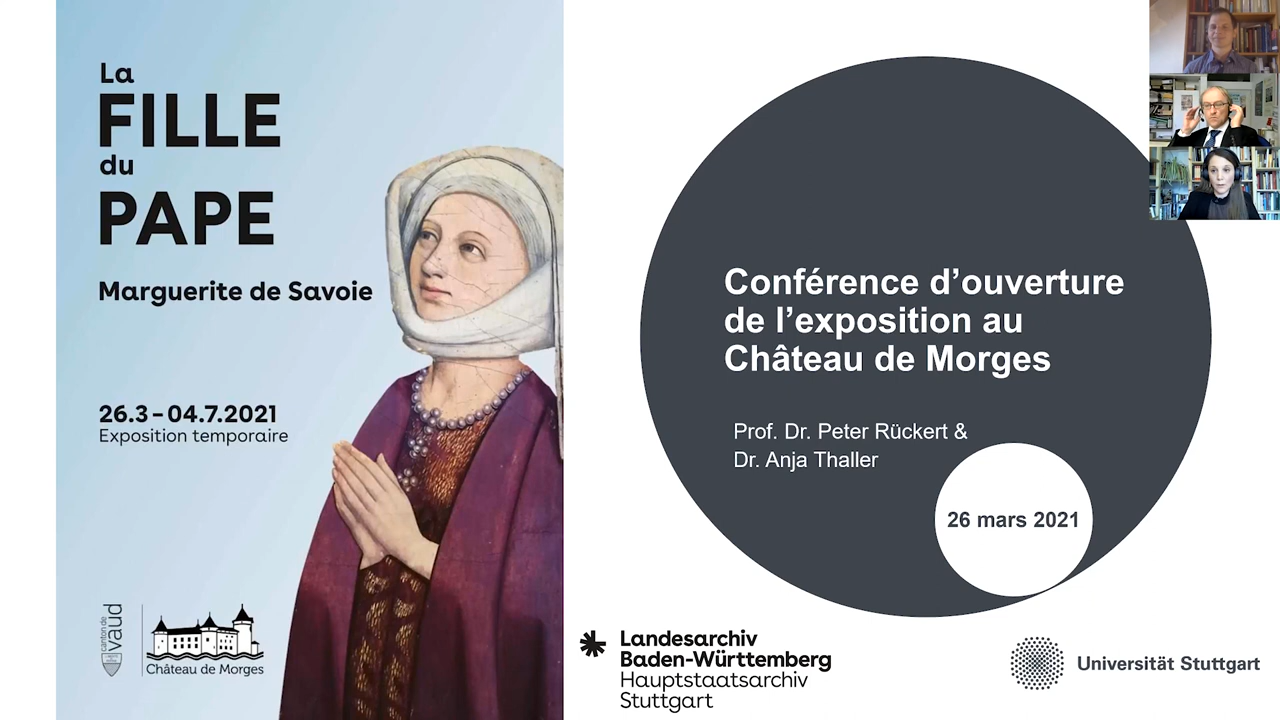 La
FILLE
du
PAPE
Marguerite de Savoie
26.3 – 04.7.2021
Exposition temporaire
canton de
vaud
Château de Morges
Conférence d’ouverture
de l’exposition au
Château de Morges
Prof. Dr. Peter Rückert &
Dr. Anja Thaller
26 mars 2021
Landesarchiv
Baden-Württemberg
Hauptstaatsarchiv
Stuttgart
Universität Stuttgart